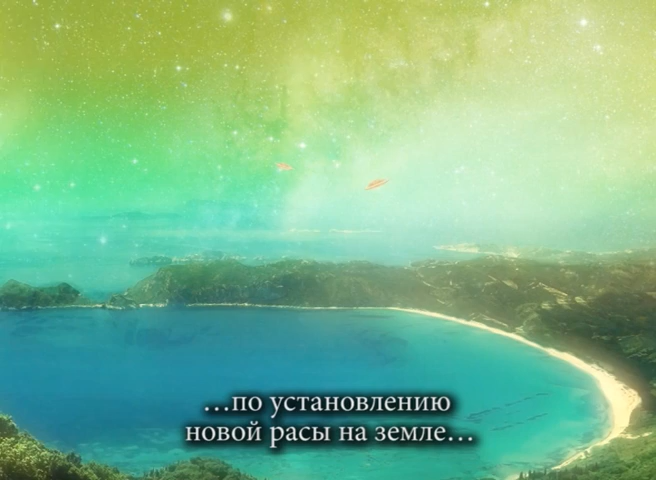 …по установлению
новой расы на земле…